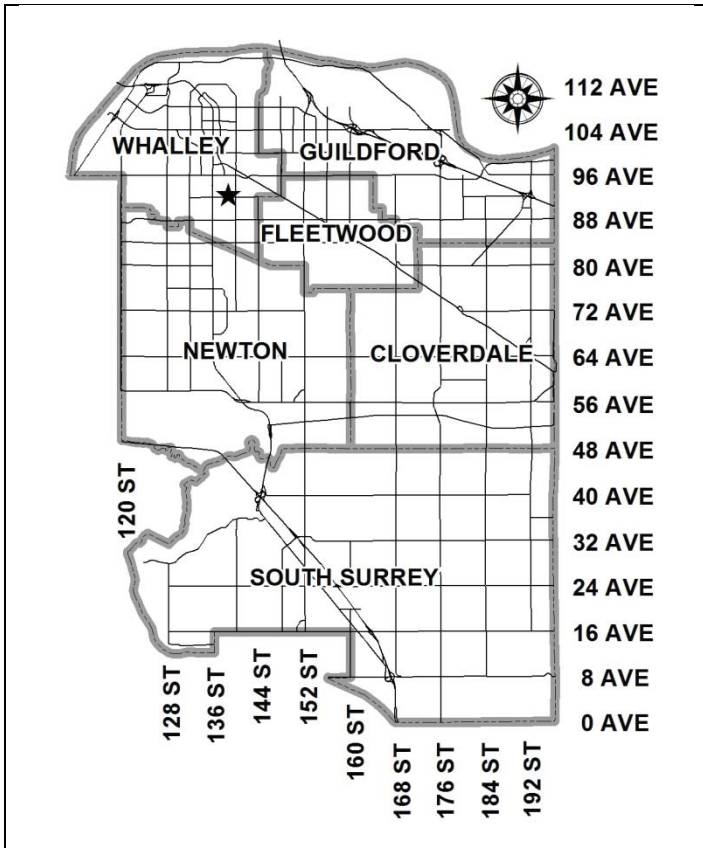 112 AVE
104 AVE
WHALLEY
GUILDFORD
96 AVE
88 AVE
FLEETWOOD
80 AVE
72 AVE
NEWTON
CLOVERDALE
64 AVE
56 AVE
48 AVE
120 ST
40 AVE
32 AVE
SOUTH SURREY
24 AVE
16 AVE
128 ST
136 ST
144 ST
152 ST
160 ST
8 AVE
0 AVE
168 ST
176 ST
184 ST
192 ST